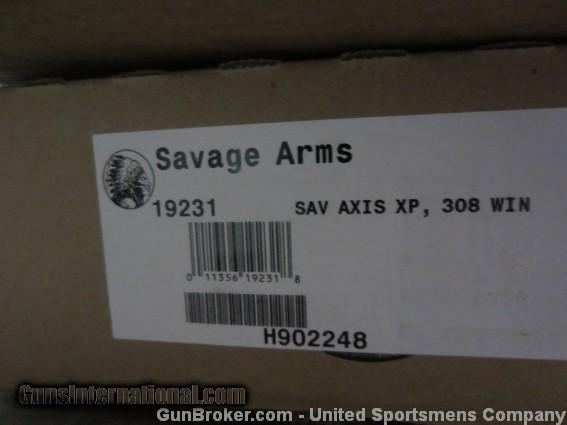 Savage Arms
19231 SAV AXIS XP, 308 WIN
0 11356 19231 8
H902248
GunsInternational.com
GunBroker.com - United Sportsmens Company